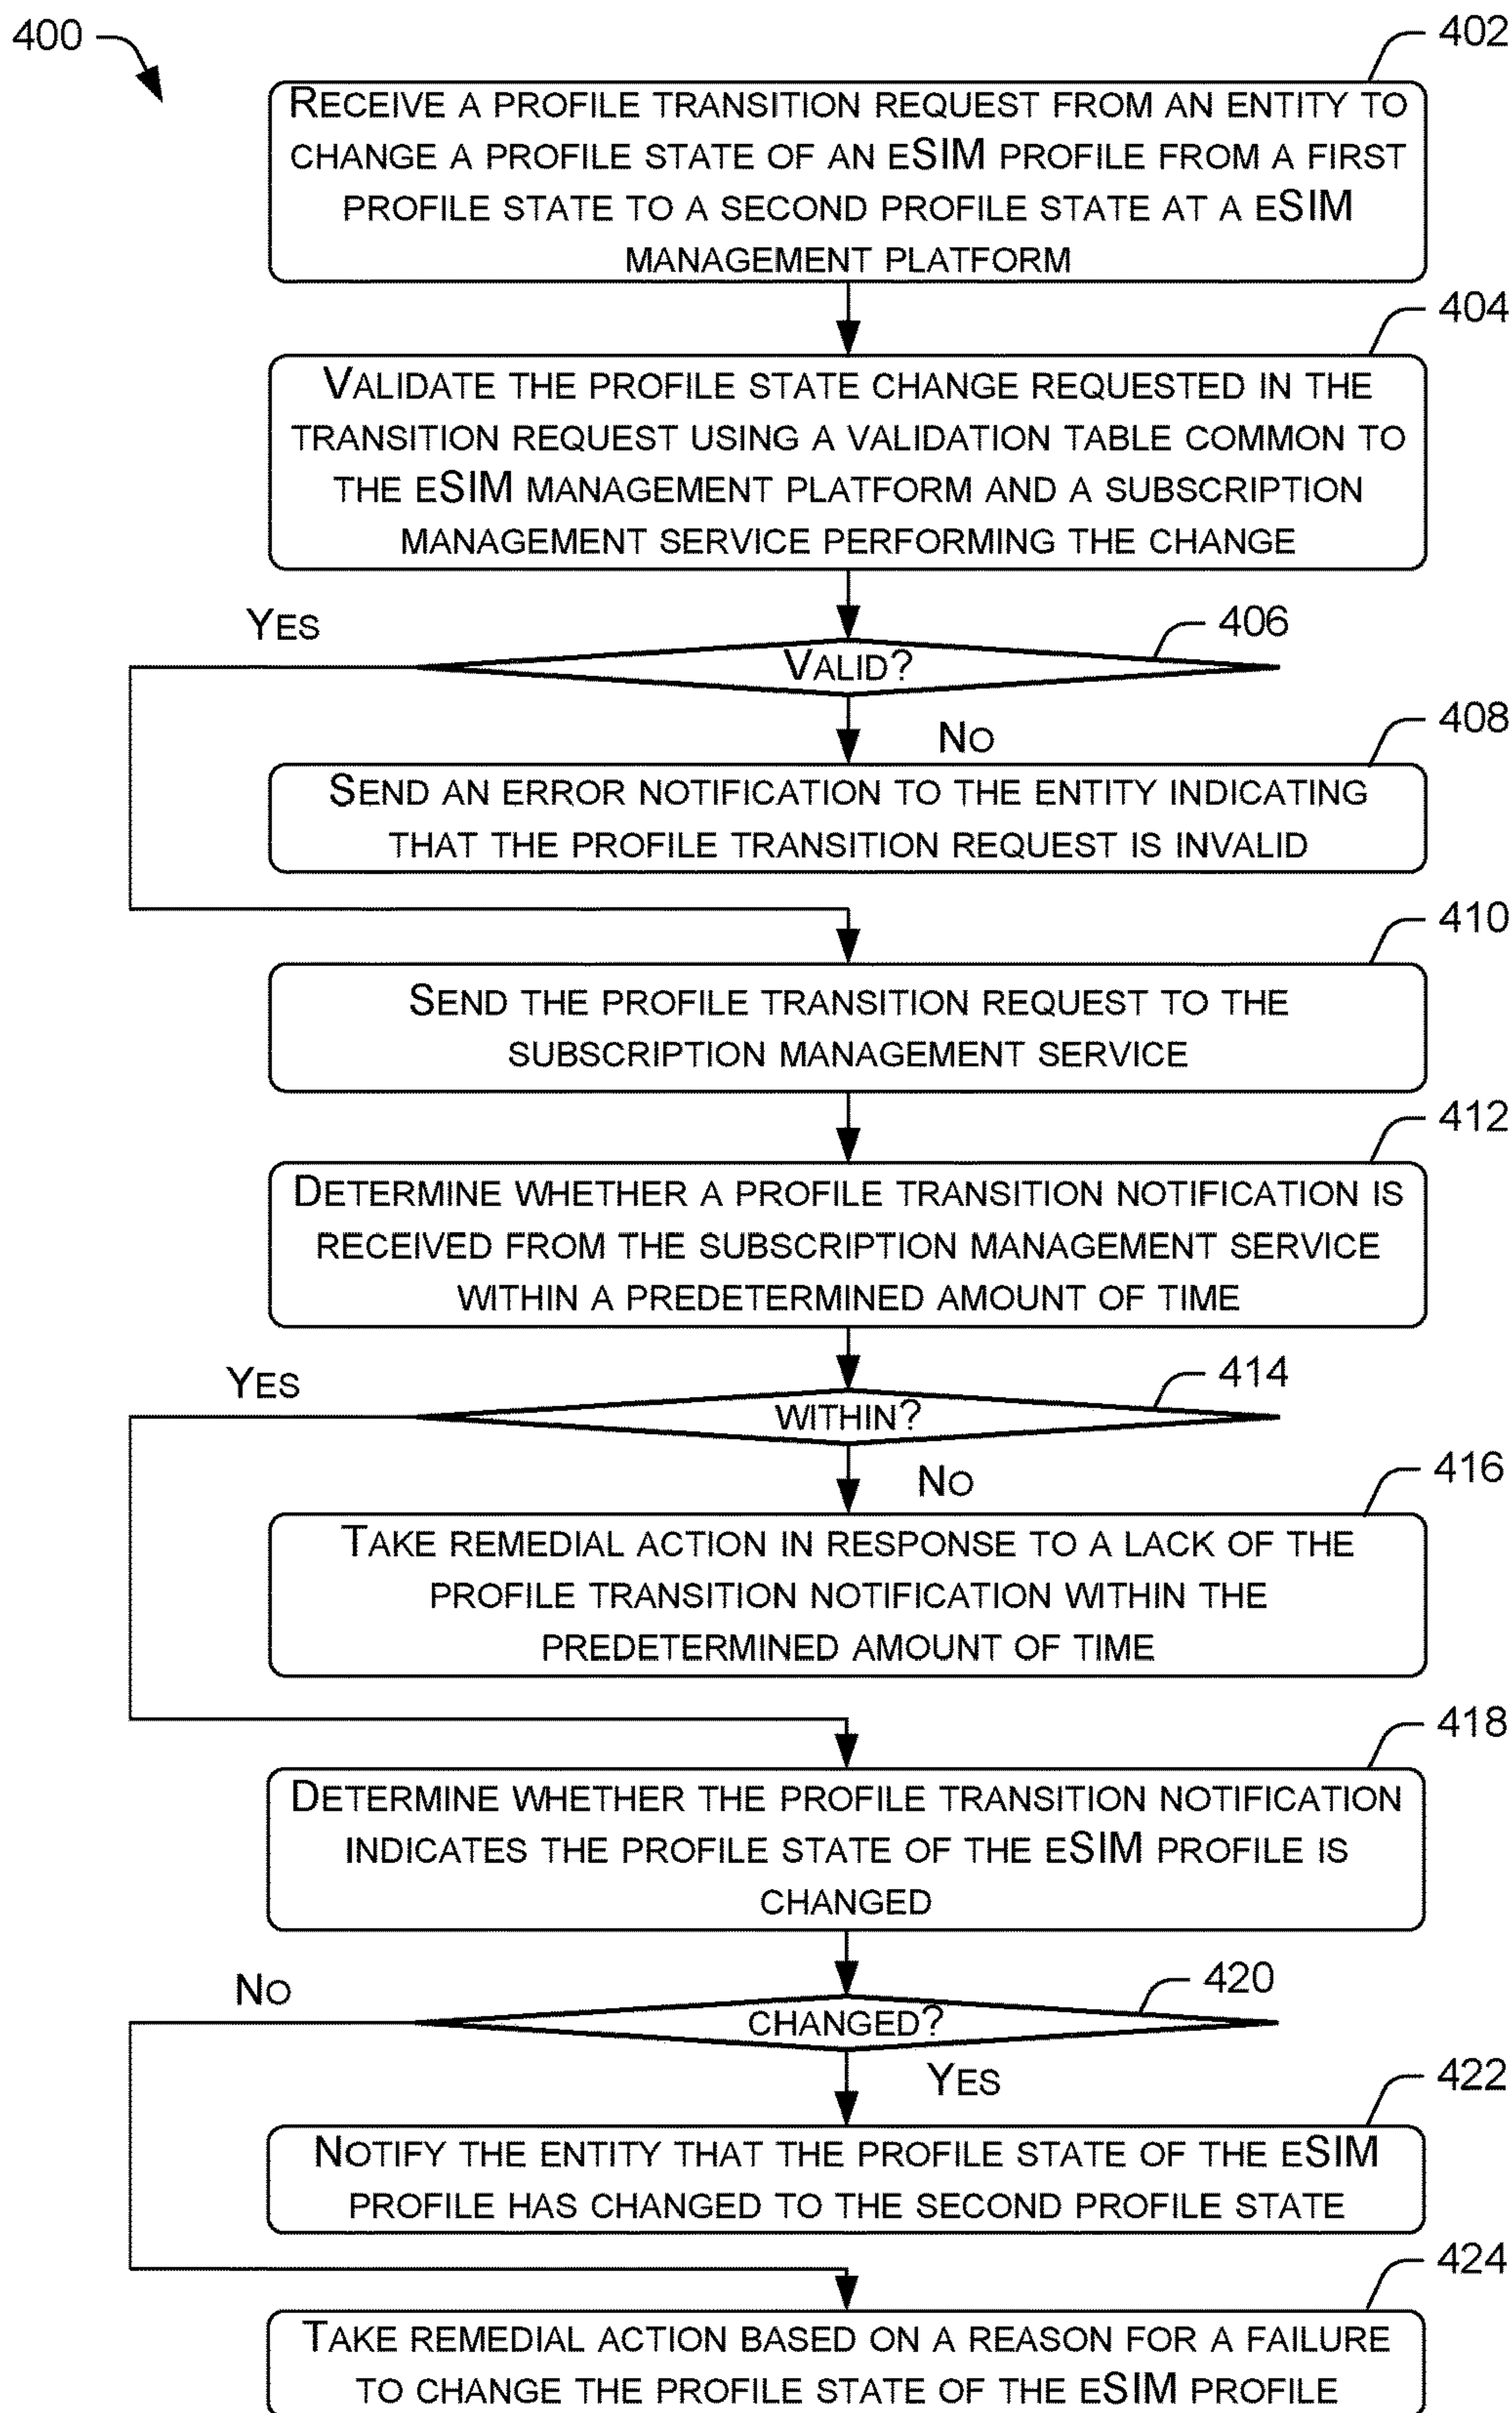 400
402
RECEIVE A PROFILE TRANSITION REQUEST FROM AN ENTITY TO
CHANGE A PROFILE STATE OF AN ESIM PROFILE FROM A FIRST
PROFILE STATE TO A SECOND PROFILE STATE AT A ESIM
MANAGEMENT PLATFORM
404
VALIDATE THE PROFILE STATE CHANGE REQUESTED IN THE
TRANSITION REQUEST USING A VALIDATION TABLE COMMON TO
THE ESIM MANAGEMENT PLATFORM AND A SUBSCRIPTION
MANAGEMENT SERVICE PERFORMING THE CHANGE
YES
406
VALID?
NO
408
SEND AN ERROR NOTIFICATION TO THE ENTITY INDICATING
THAT THE PROFILE TRANSITION REQUEST IS INVALID
410
SEND THE PROFILE TRANSITION REQUEST TO THE
SUBSCRIPTION MANAGEMENT SERVICE
412
DETERMINE WHETHER A PROFILE TRANSITION NOTIFICATION IS
RECEIVED FROM THE SUBSCRIPTION MANAGEMENT SERVICE
WITHIN A PREDETERMINED AMOUNT OF TIME
YES
414
WITHIN?
NO
416
TAKE REMEDIAL ACTION IN RESPONSE TO A LACK OF THE
PROFILE TRANSITION NOTIFICATION WITHIN THE
PREDETERMINED AMOUNT OF TIME
418
DETERMINE WHETHER THE PROFILE TRANSITION NOTIFICATION
INDICATES THE PROFILE STATE OF THE ESIM PROFILE IS
CHANGED
NO
420
CHANGED?
YES
422
NOTIFY THE ENTITY THAT THE PROFILE STATE OF THE ESIM
PROFILE HAS CHANGED TO THE SECOND PROFILE STATE
424
TAKE REMEDIAL ACTION BASED ON A REASON FOR A FAILURE
TO CHANGE THE PROFILE STATE OF THE ESIM PROFILE